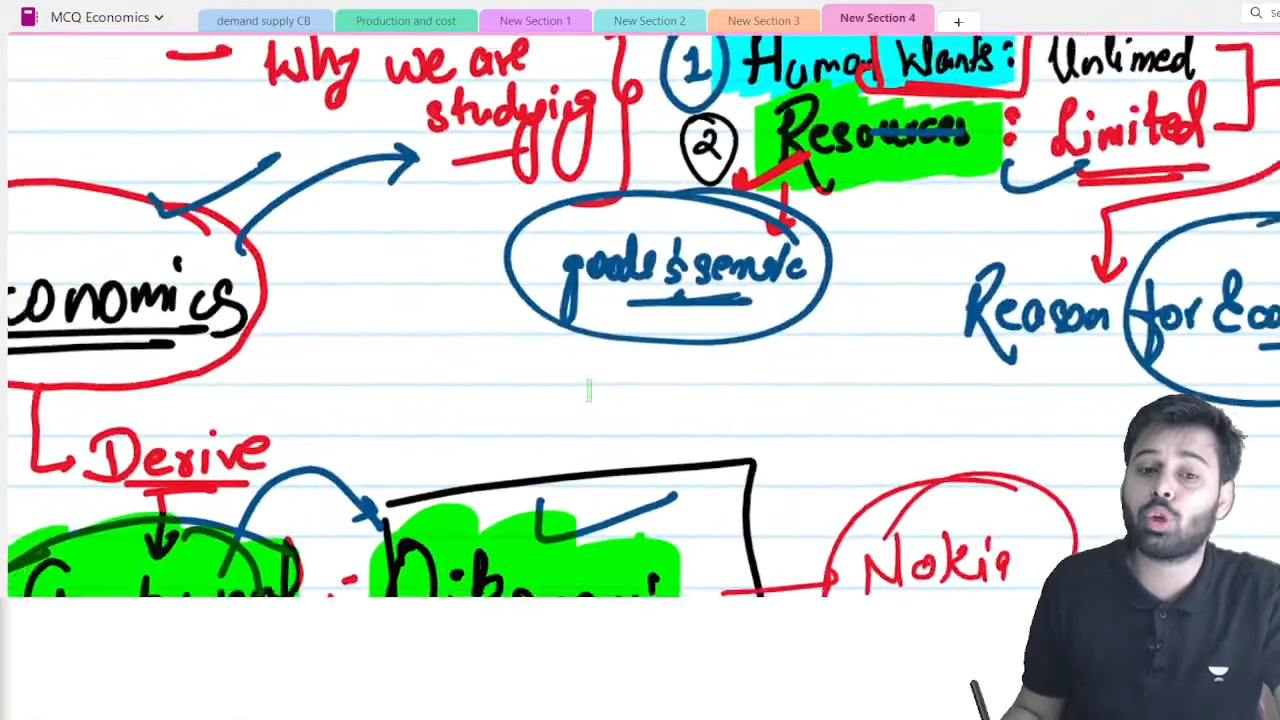 MCQ Economics
demand supply CB
Production and cost
New Section 1
New Section 2
New Section 3
New Section 4
+
Why we are
studying
1 Human Wants: Unlimed
2 Resources : Limited
goods &
conomics
Reason for Eco
Derive
Nokia